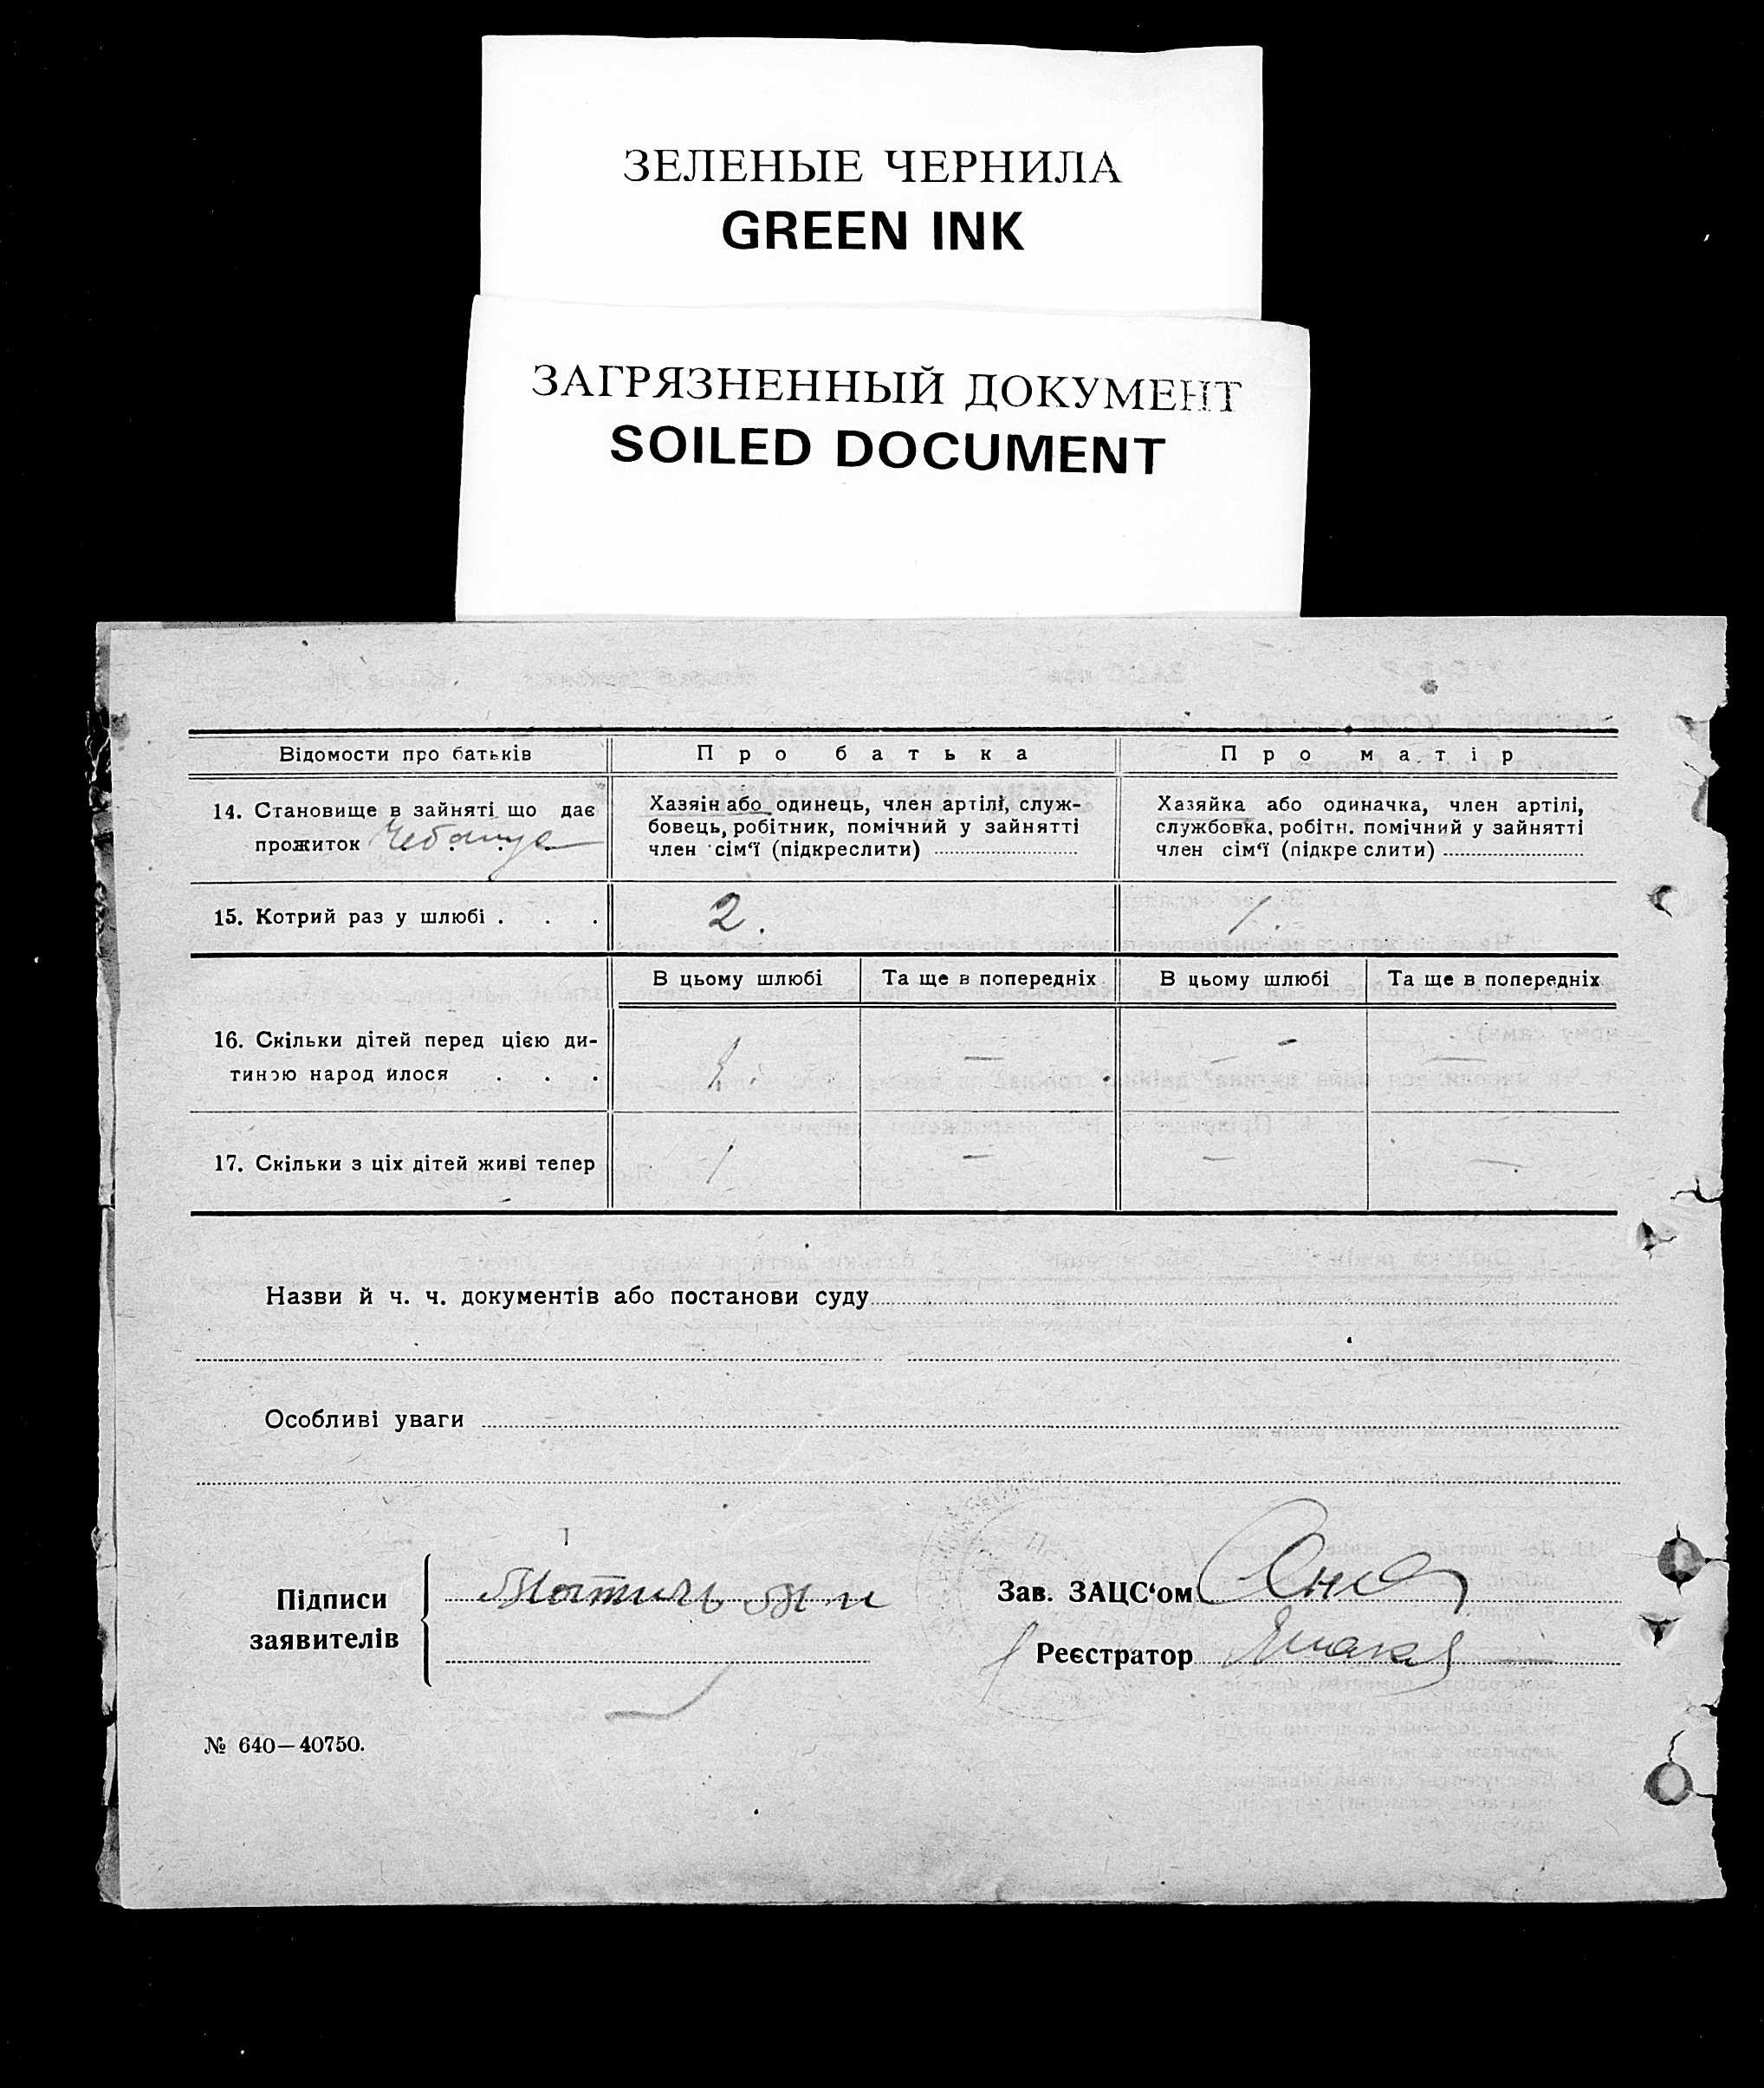 ЗЕЛЕНЫЕ ЧЕРНИЛА
GREEN INK
ЗАГРЯЗНЕННЫЙ ДОКУМЕНТ
SOILED DOCUMENT
Відомости про батьків
Про батька
Про матір
14. Становище в зайняті що дає
прожиток
Хазяін або одинець, член артілі, служ-
бовець, робітник, помічний у зайнятті
член сім‘ї (підкреслити)
Хазяйка або одиначка, член артілі,
службовка, робітн. помічний у зайнятті
член сім‘ї (підкреслити)
15. Котрий раз у шлюбі . . .
2.
1.
В цьому шлюбі
Та ще в попередніх
В цьому шлюбі
Та ще в попередніх
16. Скільки дітей перед цією ди-
тиною народилося . . .
— — - —
17. Скільки з ціх дітей живі тепер
1 — — —
Назви й ч. ч. документів або постанови суду
Особливі уваги
Підписи
заявителів
Зав. ЗАЦС‘ом
Реєстратор
№ 640—40750.